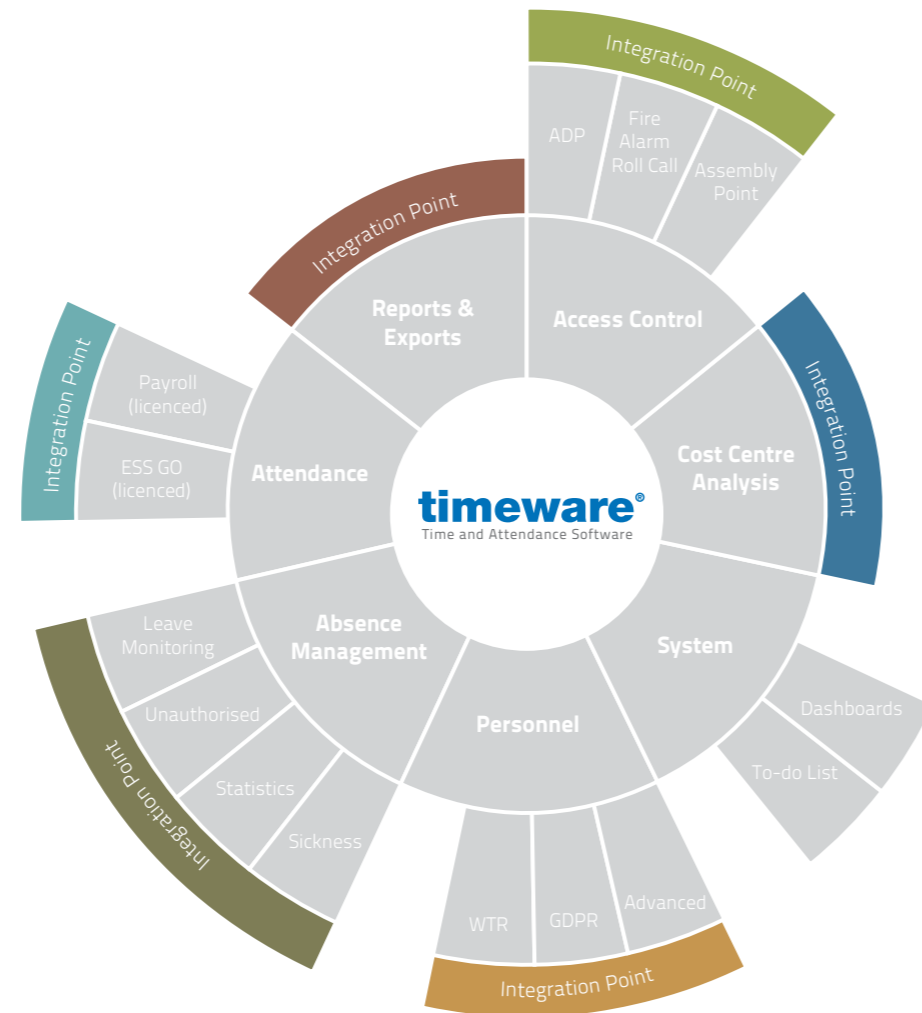 Integration Point
ADP
Fire
Alarm
Roll Call
Assembly
Point
Integration Point
Reports &
Exports
Access Control
Integration Point
Cost Centre
Analysis
Integration Point
Payroll
(licenced)
ESS GO
(licenced)
Attendance
timeware®
Time and Attendance Software
Absence
Management
System
Personnel
Leave
Monitoring
Unauthorised
Statistics
Sickness
Integration Point
Dashboards
To-do List
WTR
GDPR
Advanced
Integration Point